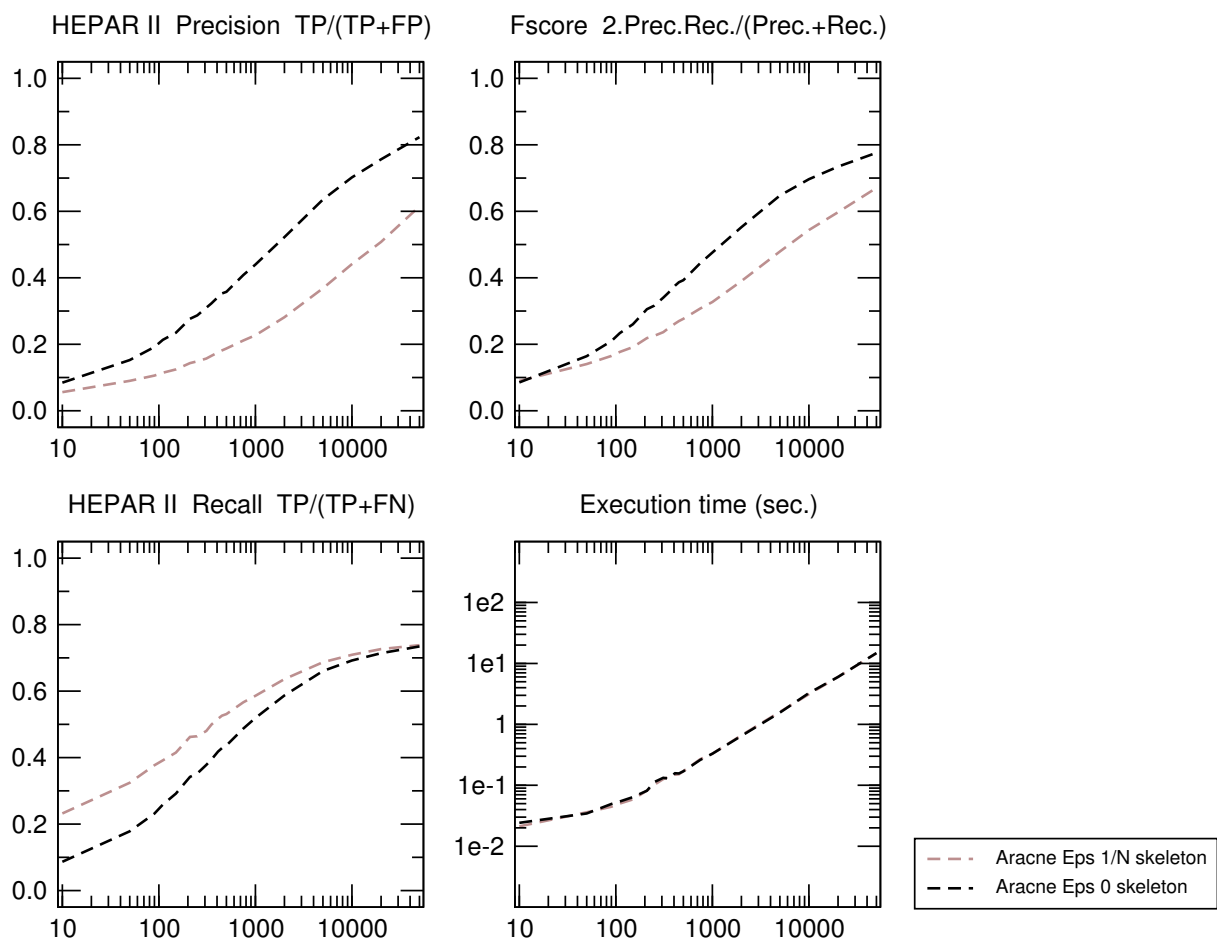 HEPAR II Precision TP/(TP+FP)
1.0
0.8
0.6
0.4
0.2
0.0
10 100 1000 10000
Fscore 2.Prec.Rec./(Prec.+Rec.)
1.0
0.8
0.6
0.4
0.2
0.0
10 100 1000 10000
HEPAR II Recall TP/(TP+FN)
1.0
0.8
0.6
0.4
0.2
0.0
10 100 1000 10000
Execution time (sec.)
1e2
1e1
1
1e-1
1e-2
10 100 1000 10000
Aracne Eps 1/N skeleton
Aracne Eps 0 skeleton